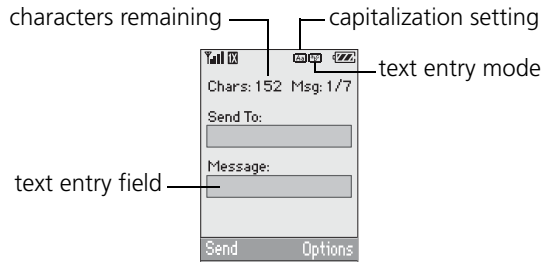 characters remaining
capitalization setting
text entry mode
Chars: 152 Msg: 1/7
Send To:
Message:
text entry field
Send Options